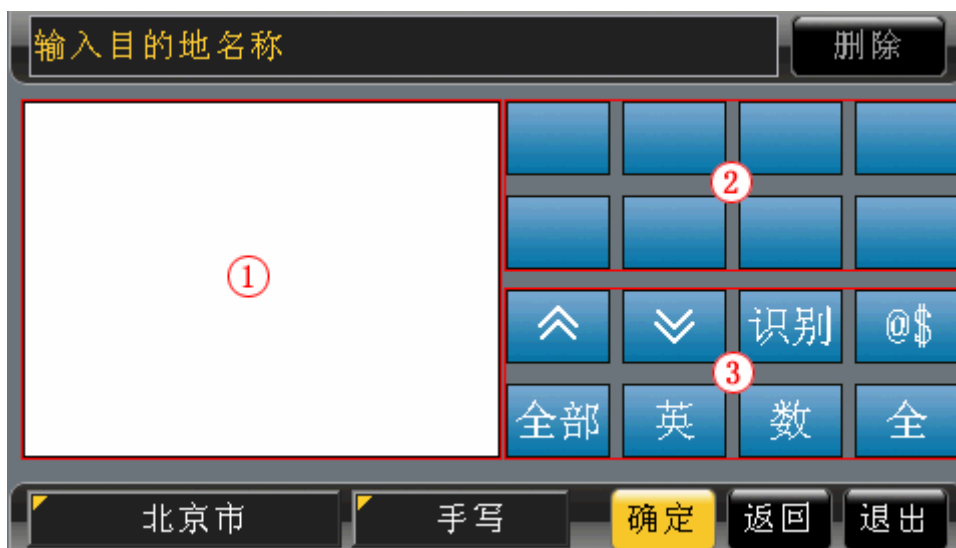 输入目的地名称 删除
②
①
识别 @$
③
全部 英 数 全
北京市 手写 确定 返回 退出